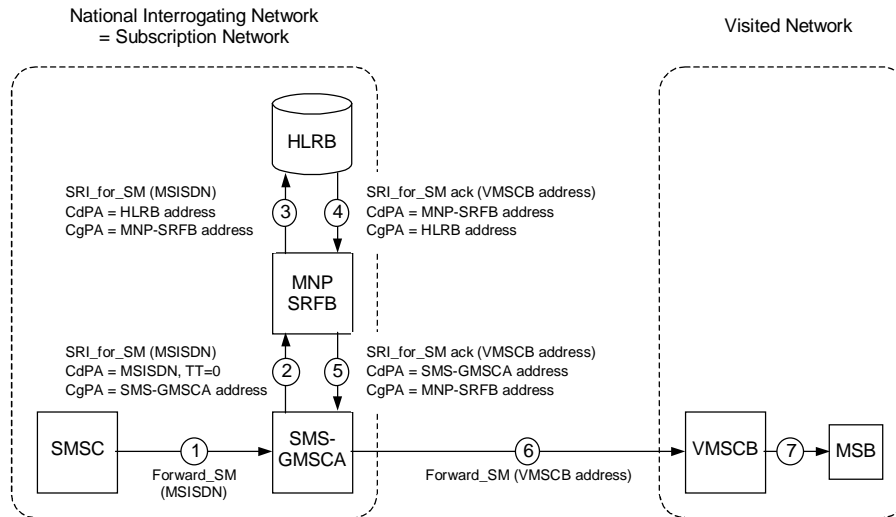 National Interrogating Network
= Subscription Network
Visited Network
HLRB
SRI_for_SM (MSISDN)
CdPA = HLRB address
CgPA = MNP-SRFB address
3
4
SRI_for_SM ack (VMSCB address)
CdPA = MNP-SRFB address
CgPA = HLRB address
MNP
SRFB
SRI_for_SM (MSISDN)
CdPA = MSISDN, TT=0
CgPA = SMS-GMSCA address
2
5
SRI_for_SM ack (VMSCB address)
CdPA = SMS-GMSCA address
CgPA = MNP-SRFB address
SMSC
1
Forward_SM
(MSISDN)
SMS-
GMSCA
6
Forward_SM (VMSCB address)
VMSCB
7
MSB